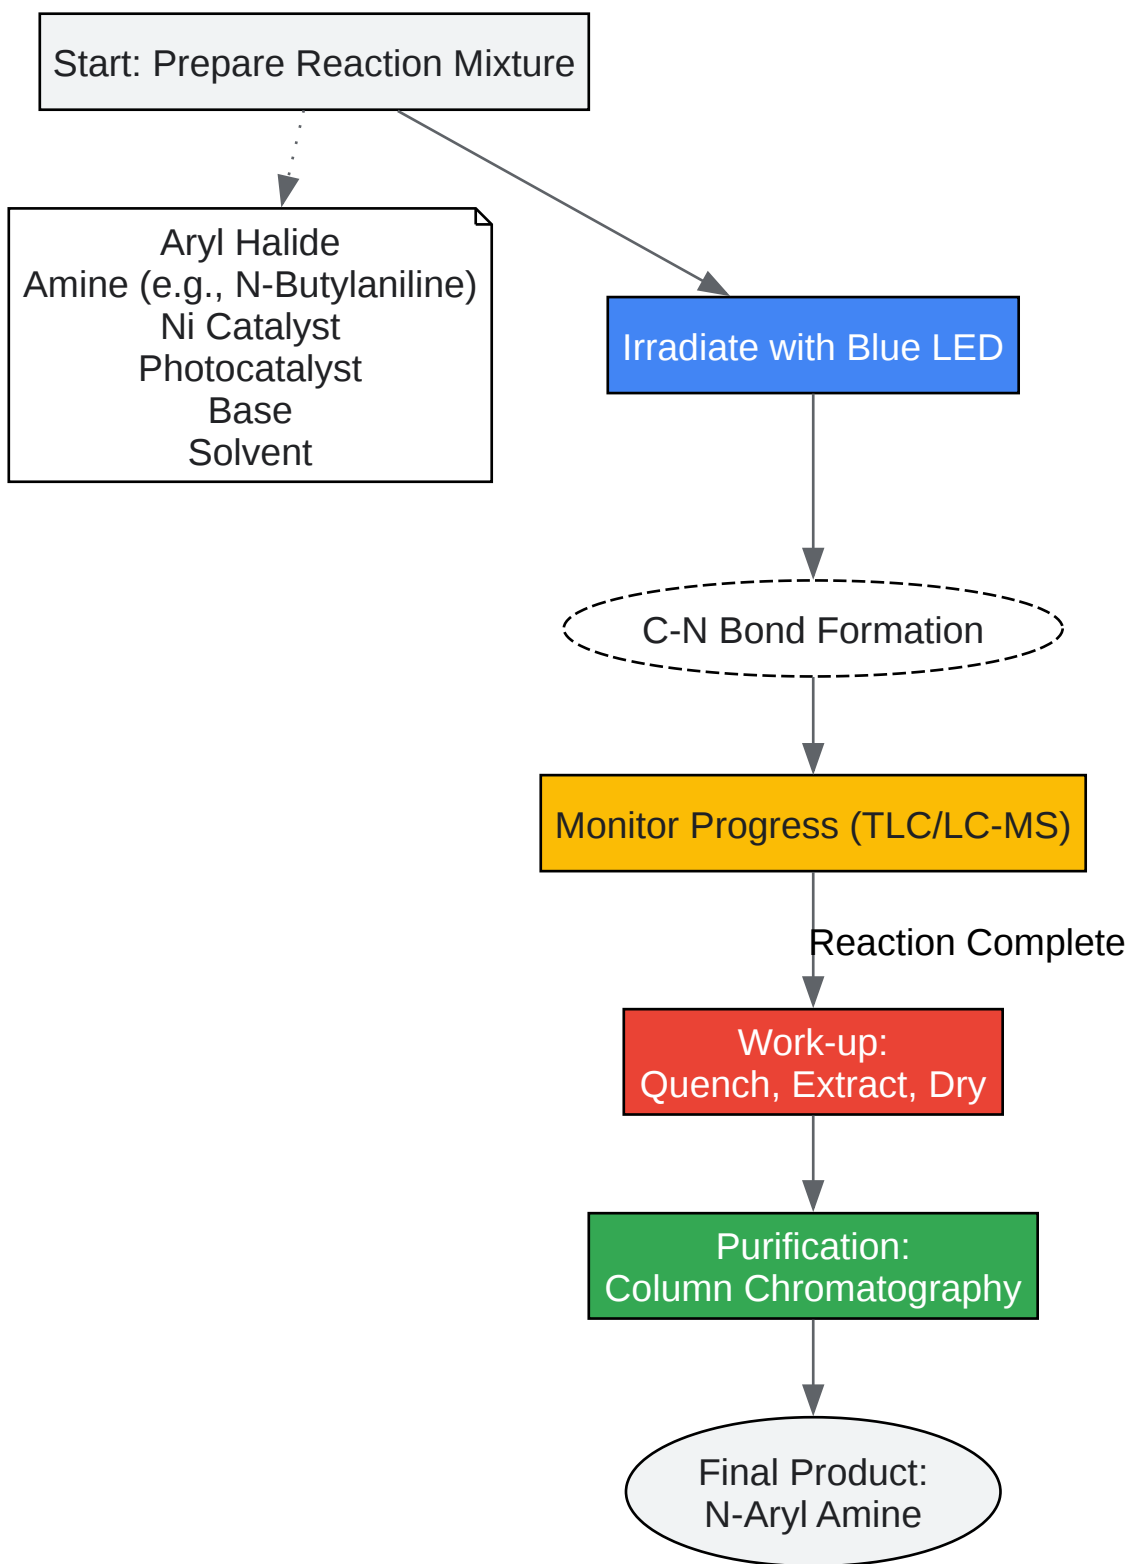 Start: Prepare Reaction Mixture
Aryl Halide
Amine (e.g., N-Butylaniline)
Ni Catalyst
Photocatalyst
Base
Solvent
Irradiate with Blue LED
C-N Bond Formation
Monitor Progress (TLC/LC-MS)
Reaction Complete
Work-up:
Quench, Extract, Dry
Purification:
Column Chromatography
Final Product:
N-Aryl Amine